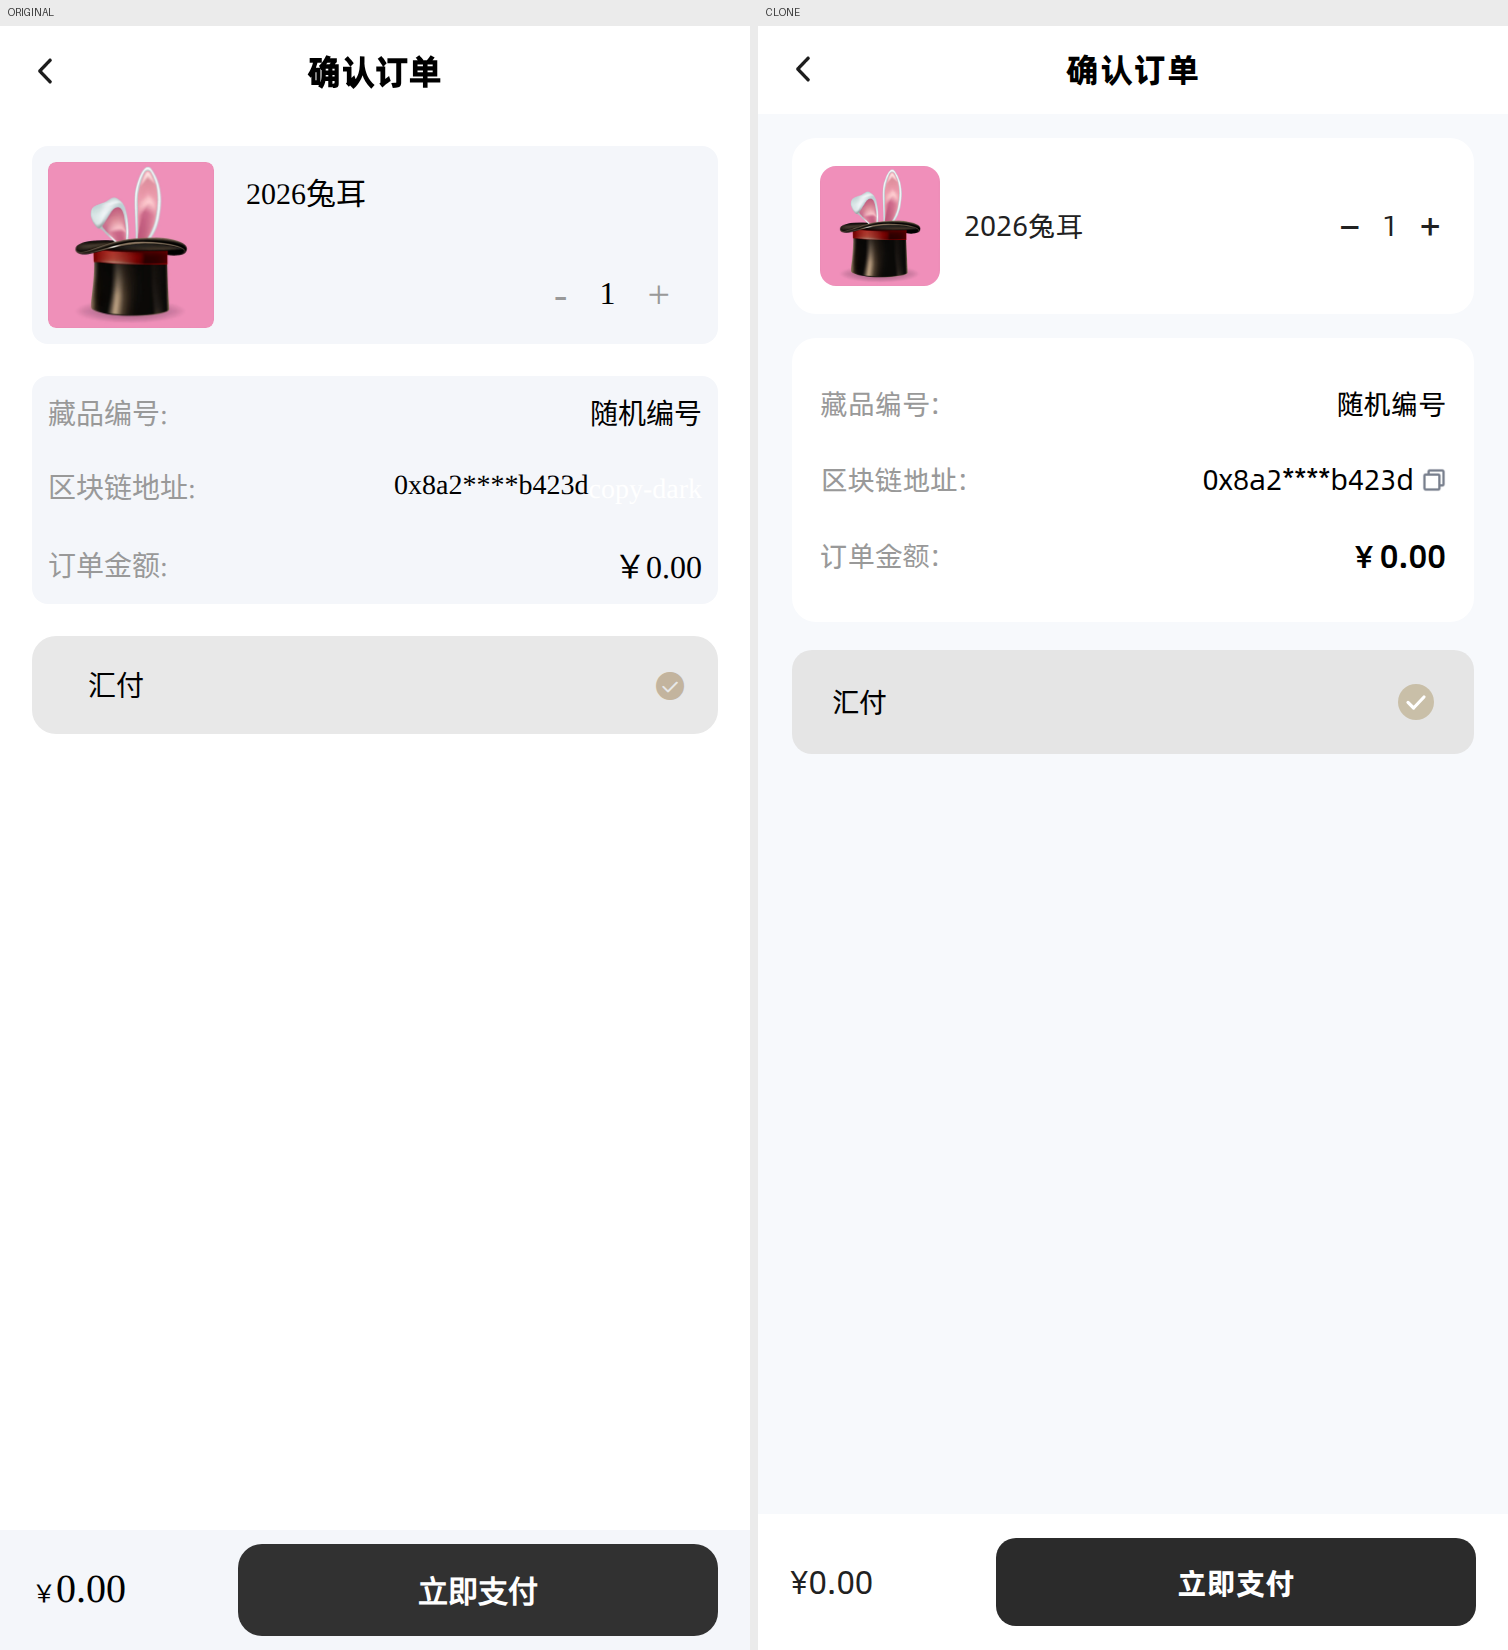 ORIGINAL
确认订单
2026兔耳
- 1 +
藏品编号:
随机编号
区块链地址:
0x8a2****b423dcopy-dark
订单金额:
¥0.00
汇付
¥0.00
立即支付
CLONE
确认订单
2026兔耳
− 1 +
藏品编号：
随机编号
区块链地址：
0x8a2****b423d
订单金额：
¥ 0.00
汇付
¥0.00
立即支付